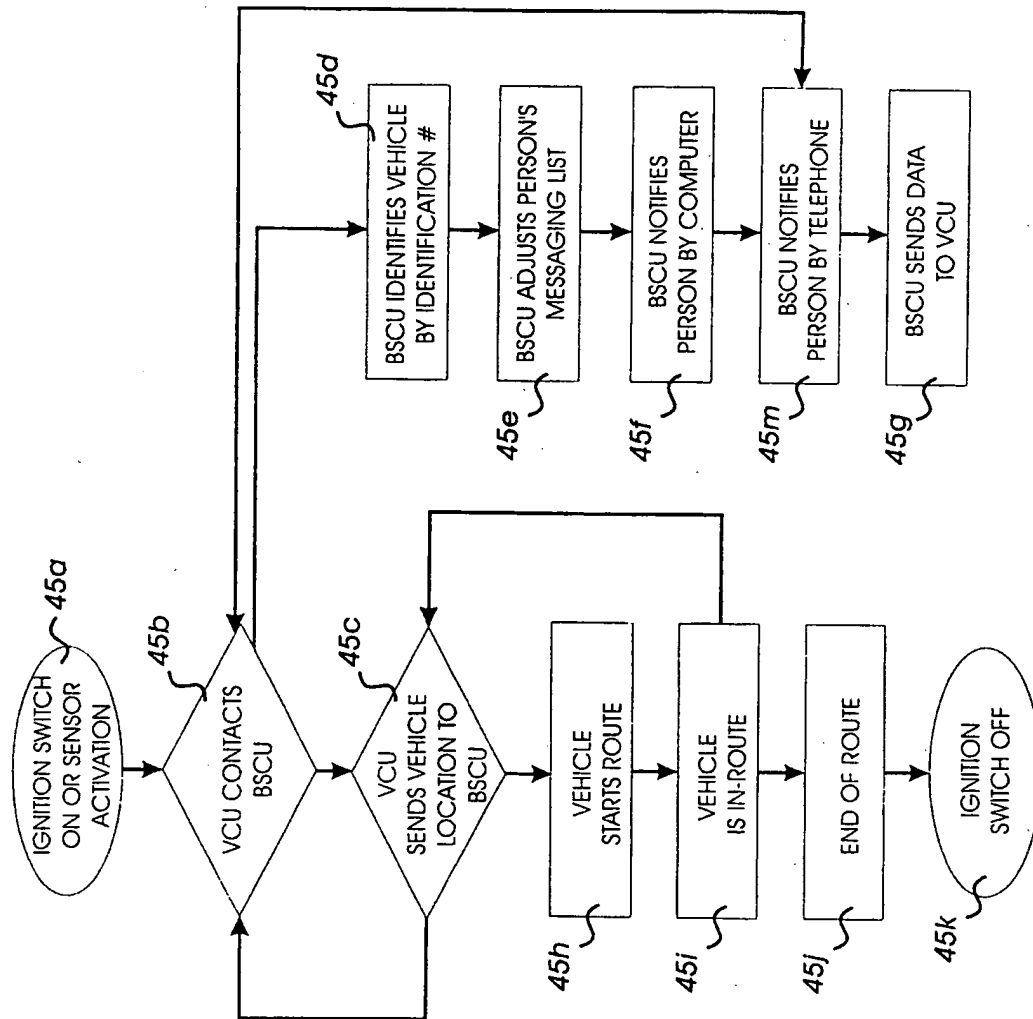 45a
IGNITION SWITCH
ON OR SENSOR
ACTIVATION
45b
VCU CONTACTS
BSCU
45c
VCU
SENDS VEHICLE
LOCATION TO
BSCU
45h
VEHICLE
STARTS ROUTE
45i
VEHICLE
IS IN-ROUTE
45j
END OF ROUTE
45k
IGNITION
SWITCH OFF
45d
BSCU IDENTIFIES VEHICLE
BY IDENTIFICATION #
45e
BSCU ADJUSTS PERSON'S
MESSAGING LIST
45f
BSCU NOTIFIES
PERSON BY COMPUTER
45m
BSCU NOTIFIES
PERSON BY TELEPHONE
45g
BSCU SENDS DATA
TO VCU